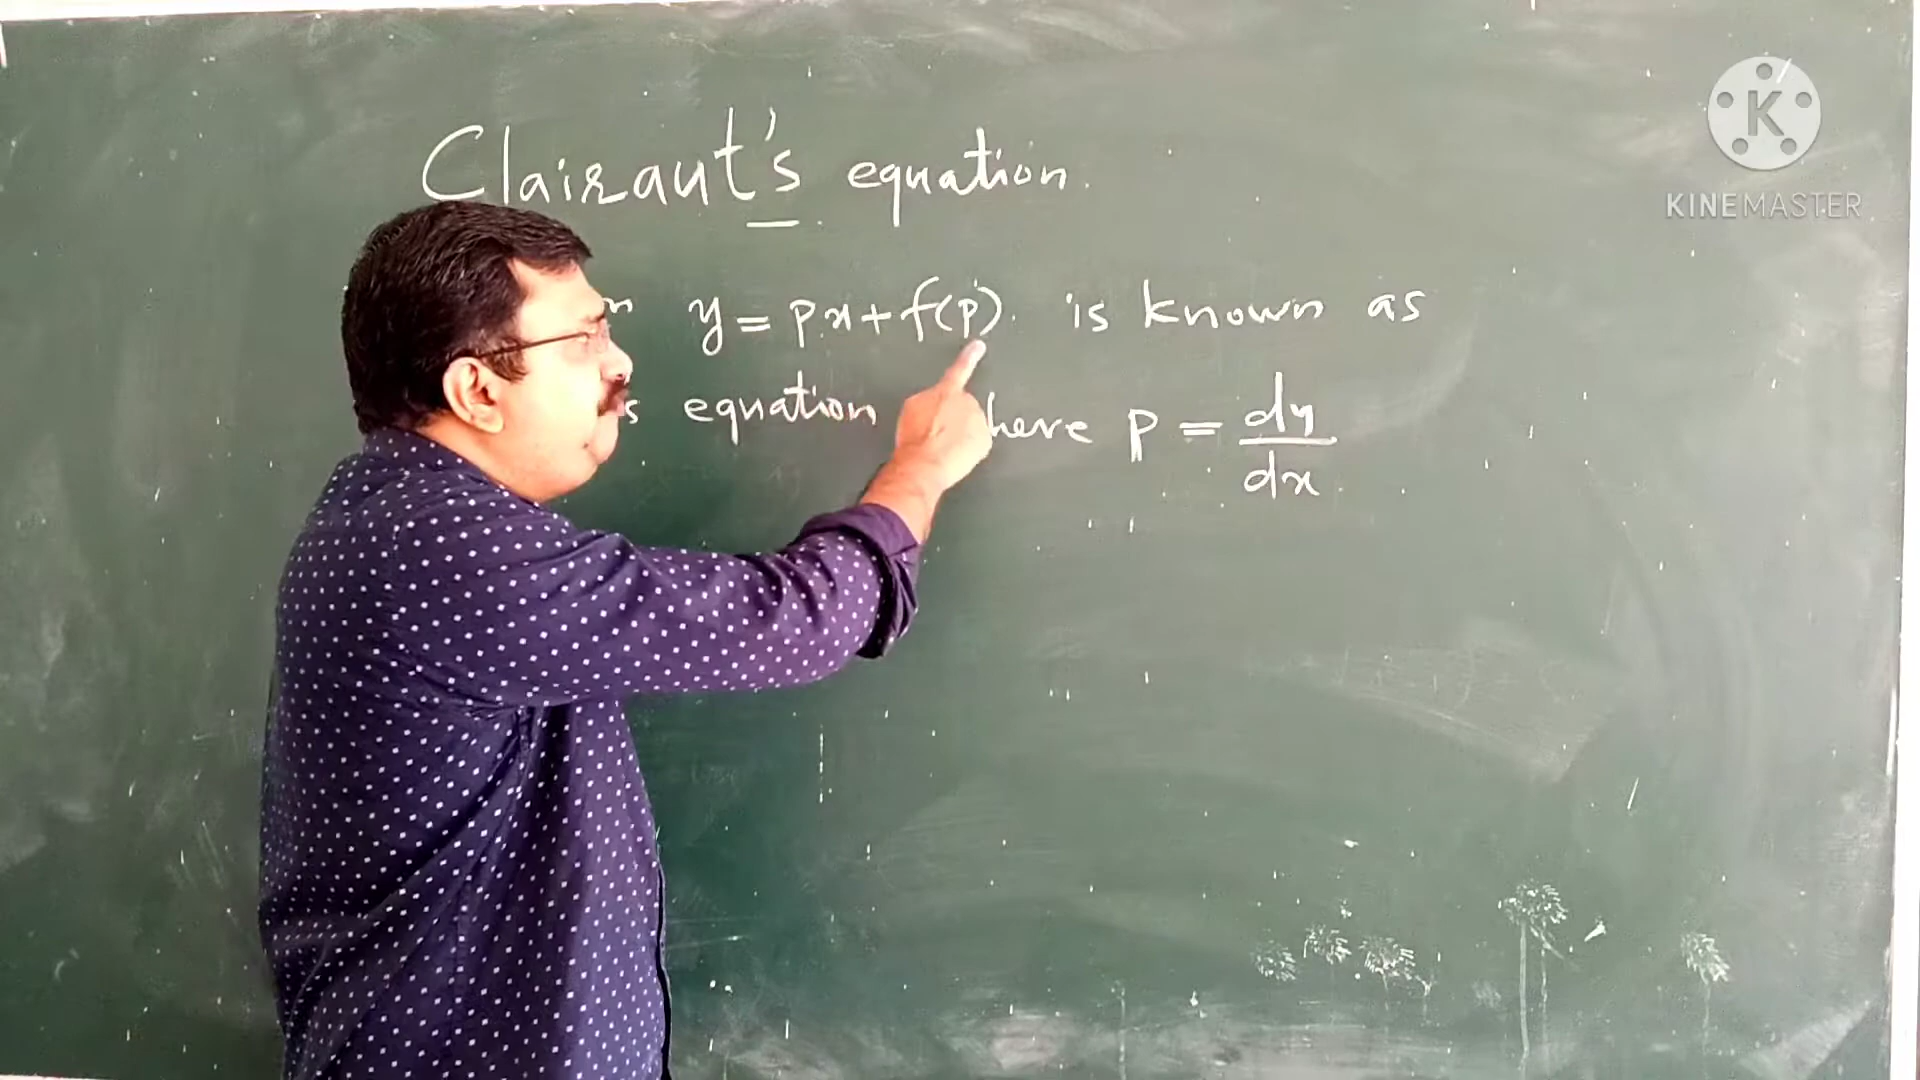 Clairaut's equation.
y = px + f(p). is known as
equation here p = dy/dx
K
KINEMASTER